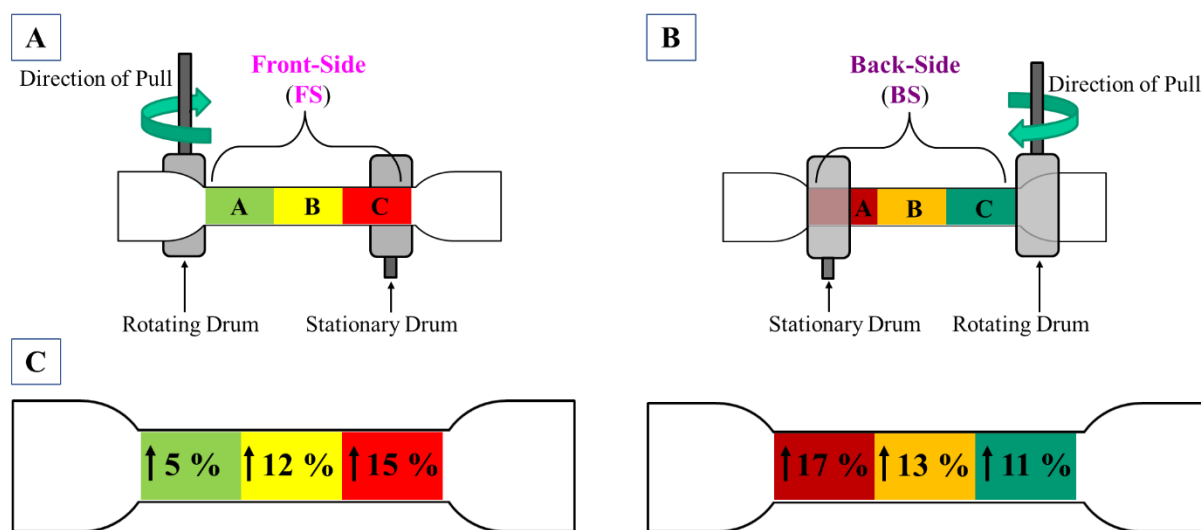 A
Direction of Pull
Front-Side
(FS)
A B C
Rotating Drum
Stationary Drum
B
Back-Side
(BS)
Direction of Pull
A B C
Stationary Drum
Rotating Drum
C
↑ 5 % ↑ 12 % ↑ 15 %
↑ 17 % ↑ 13 % ↑ 11 %